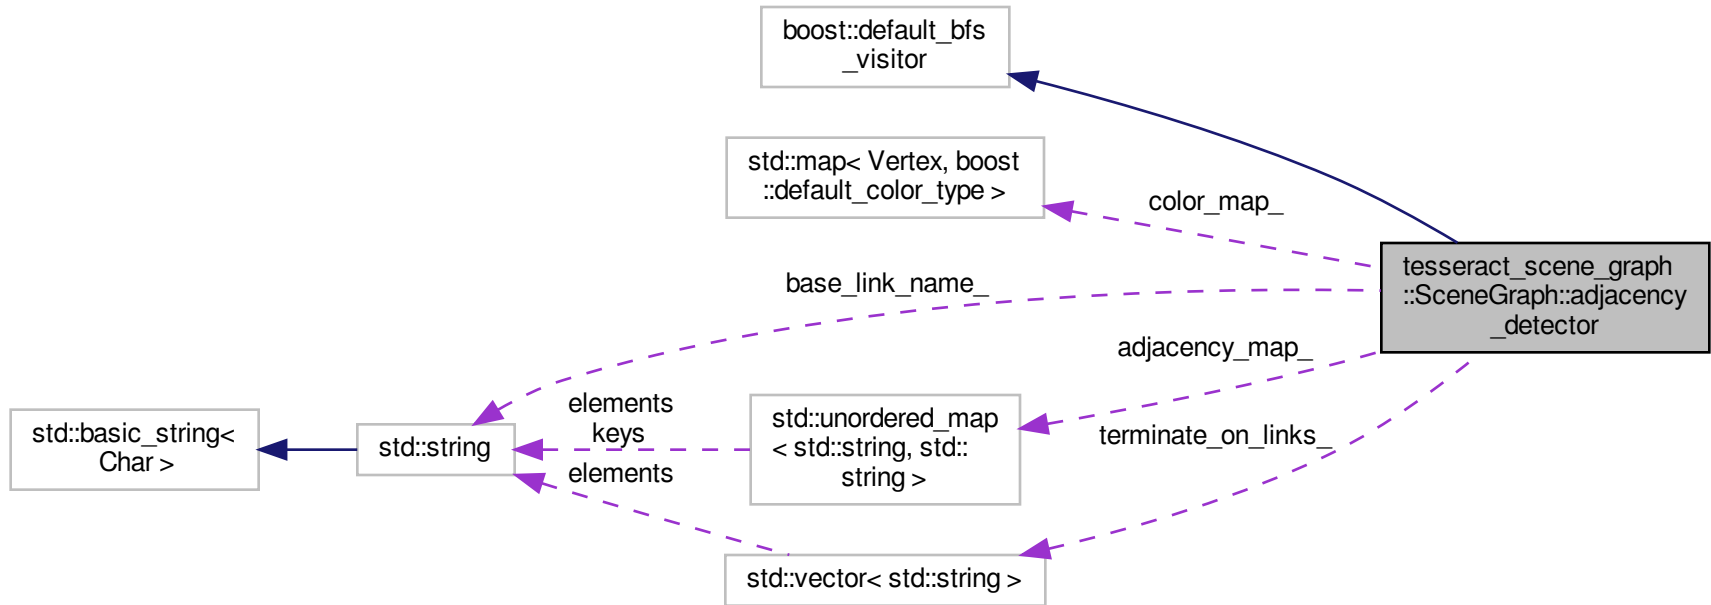 boost::default_bfs
_visitor
std::map< Vertex, boost
::default_color_type >
color_map_
tesseract_scene_graph
::SceneGraph::adjacency
_detector
base_link_name_
adjacency_map_
std::basic_string<
Char >
std::string
elements
keys
elements
std::unordered_map
< std::string, std::
string >
terminate_on_links_
std::vector< std::string >